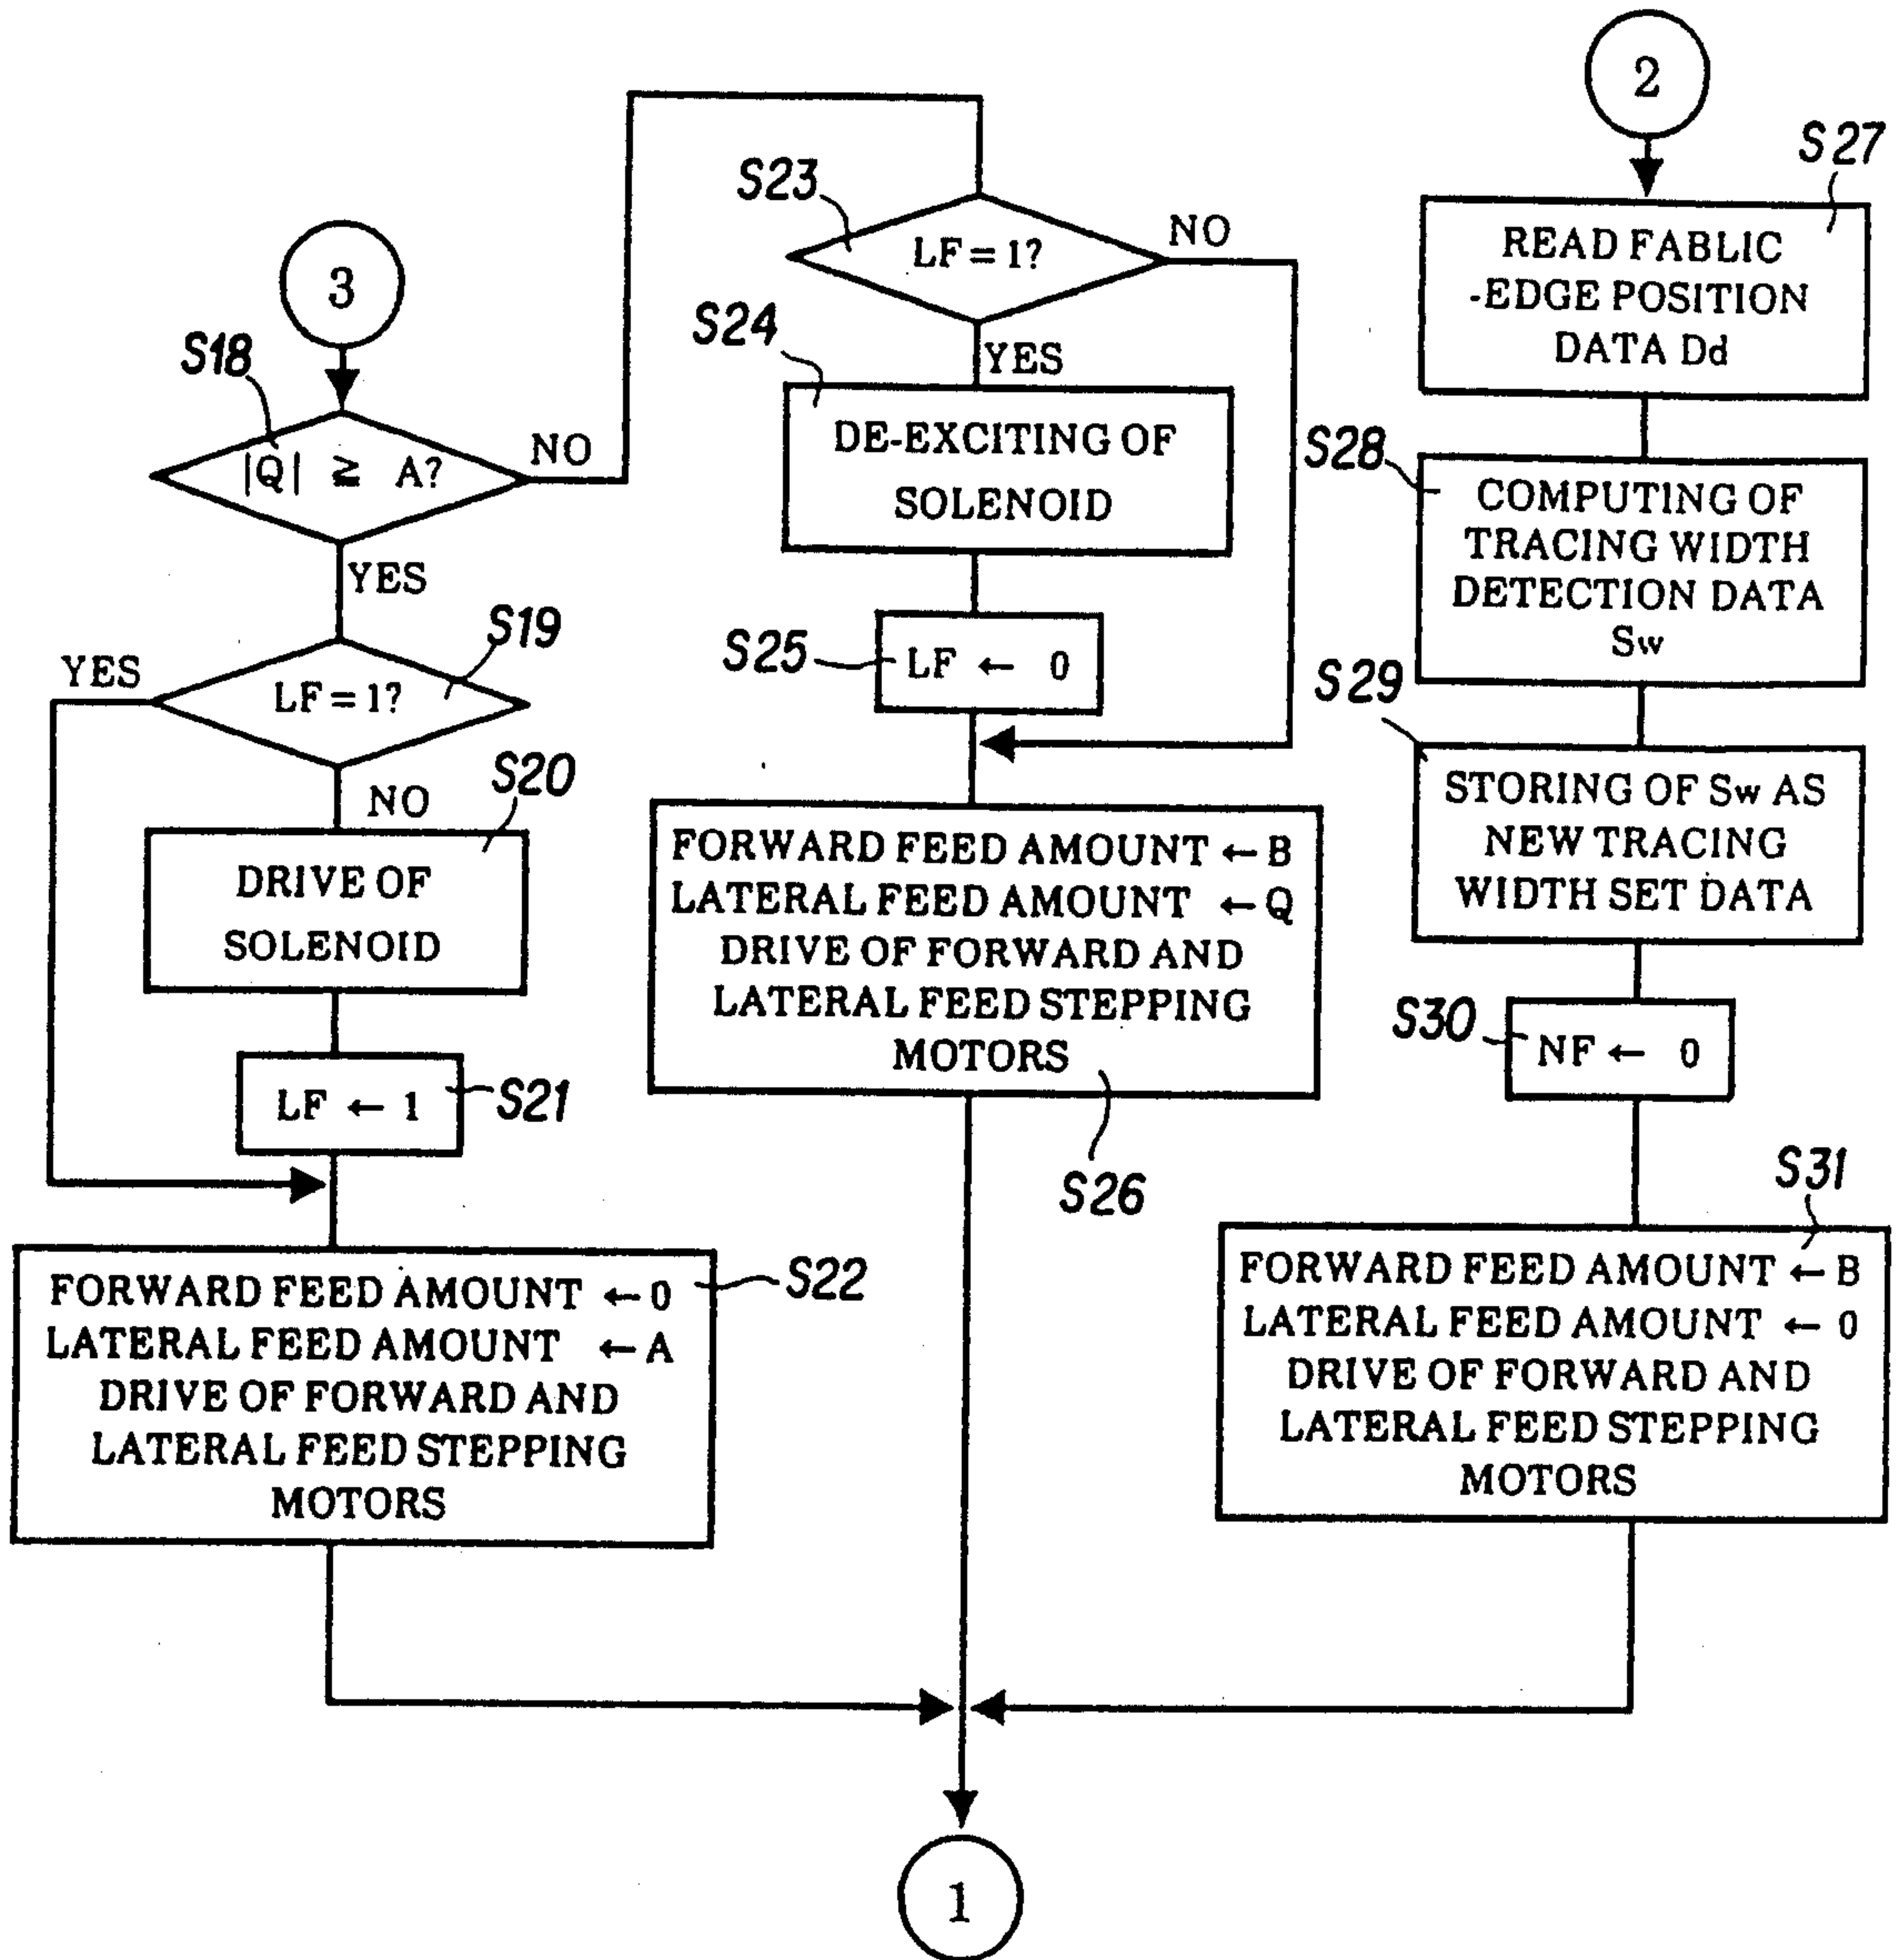 3
S18
|Q| ≧ A?
NO
YES
S19
LF = 1?
YES
NO
S20
DRIVE OF
SOLENOID
LF ← 1
S21
FORWARD FEED AMOUNT ← 0
LATERAL FEED AMOUNT ← A
DRIVE OF FORWARD AND
LATERAL FEED STEPPING
MOTORS
S22
S23
LF = 1?
NO
YES
S24
DE-EXCITING OF
SOLENOID
S25
LF ← 0
FORWARD FEED AMOUNT ← B
LATERAL FEED AMOUNT ← Q
DRIVE OF FORWARD AND
LATERAL FEED STEPPING
MOTORS
S26
2
S27
READ FABLIC
-EDGE POSITION
DATA Dd
S28
COMPUTING OF
TRACING WIDTH
DETECTION DATA
Sw
S29
STORING OF Sw AS
NEW TRACING
WIDTH SET DATA
S30
NF ← 0
S31
FORWARD FEED AMOUNT ← B
LATERAL FEED AMOUNT ← 0
DRIVE OF FORWARD AND
LATERAL FEED STEPPING
MOTORS
1